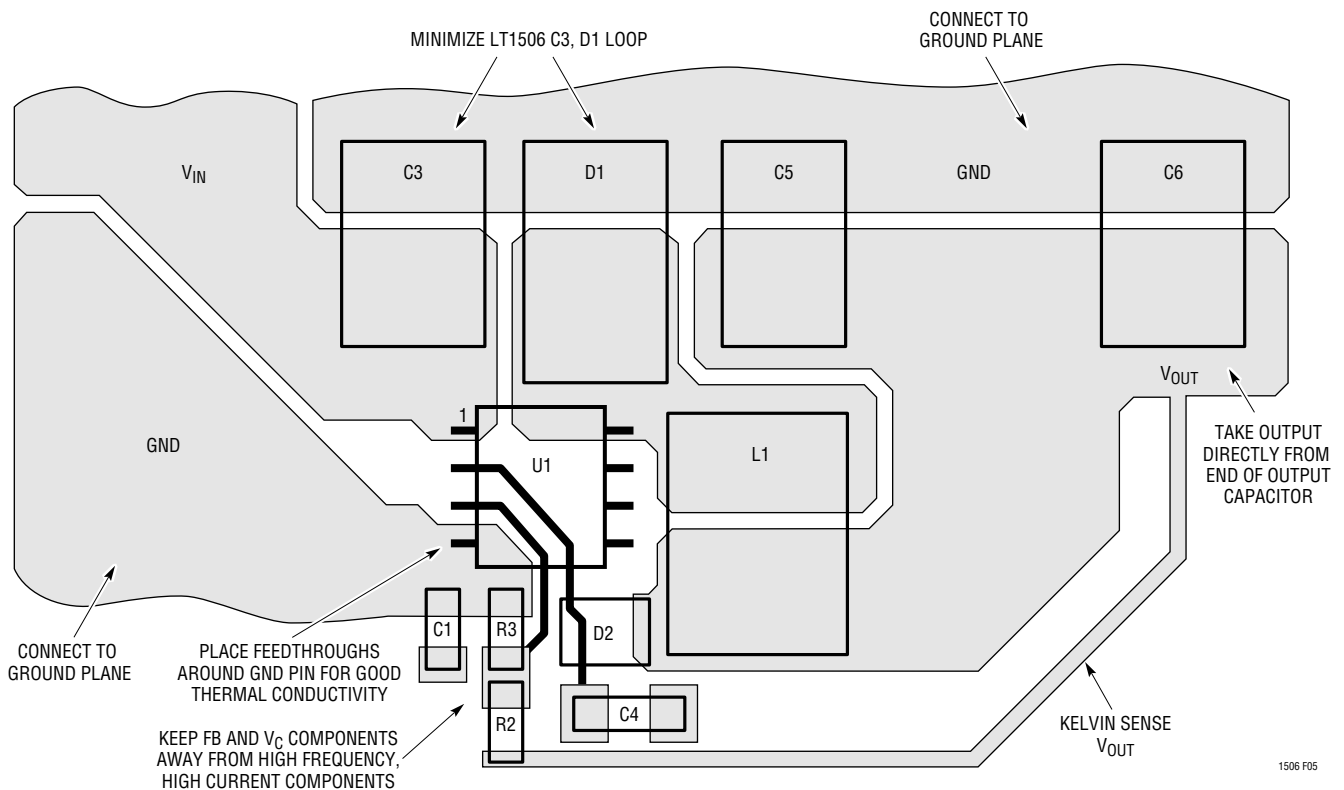 MINIMIZE LT1506 C3, D1 LOOP
CONNECT TO
GROUND PLANE
VIN
C3
D1
C5
GND
C6
VOUT
1
U1
L1
GND
TAKE OUTPUT
DIRECTLY FROM
END OF OUTPUT
CAPACITOR
C1
R3
D2
CONNECT TO
GROUND PLANE
PLACE FEEDTHROUGHS
AROUND GND PIN FOR GOOD
THERMAL CONDUCTIVITY
R2
C4
KEEP FB AND VC COMPONENTS
AWAY FROM HIGH FREQUENCY,
HIGH CURRENT COMPONENTS
KELVIN SENSE
VOUT
1506 F05